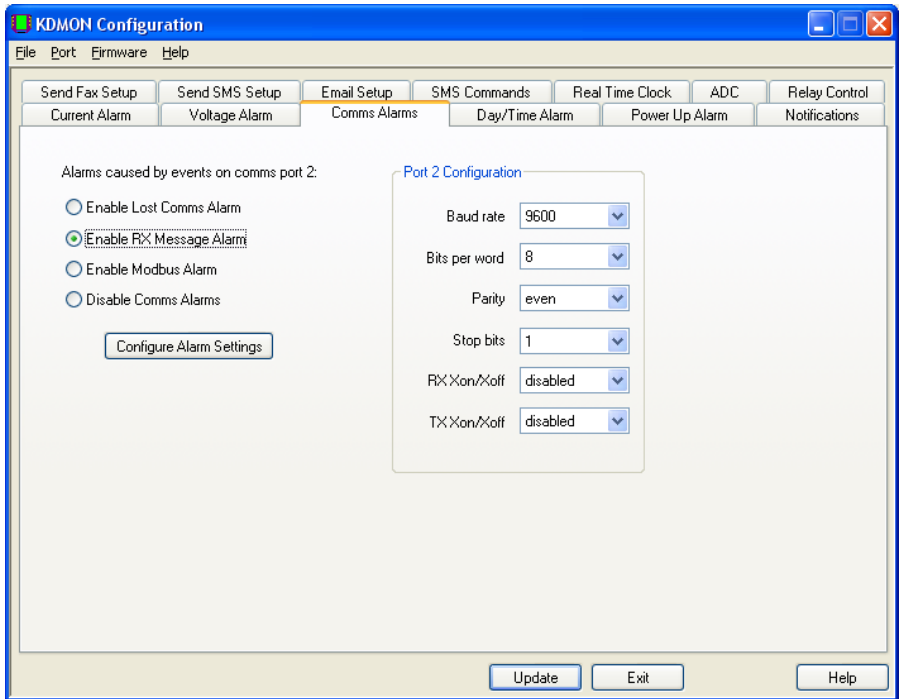 KDMON Configuration
File Port Firmware Help
Send Fax Setup Send SMS Setup Email Setup SMS Commands Real Time Clock ADC Relay Control
Current Alarm Voltage Alarm Comms Alarms Day/Time Alarm Power Up Alarm Notifications
Alarms caused by events on comms port 2:
Enable Lost Comms Alarm
Enable RX Message Alarm
Enable Modbus Alarm
Disable Comms Alarms
Configure Alarm Settings
Port 2 Configuration
Baud rate 9600
Bits per word 8
Parity even
Stop bits 1
RX Xon/Xoff disabled
TX Xon/Xoff disabled
Update Exit Help